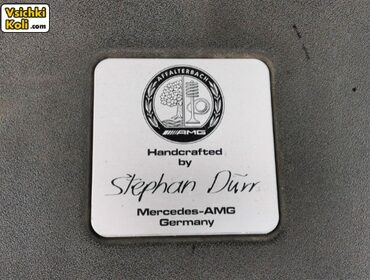 Vsichki
Koli .com
AFFALTERBACH
AMG
Handcrafted
by
Stephan Dürr
Mercedes-AMG
Germany